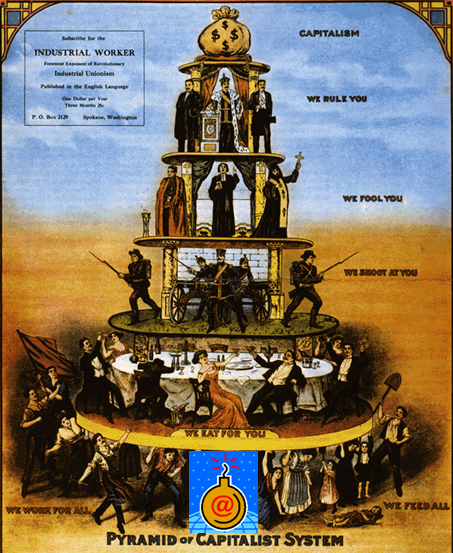 Subscribe for the
INDUSTRIAL WORKER
Foremost Exponent of Revolutionary
Industrial Unionism
Published in the English Language
One Dollar per Year
Three Months 25c.
P. O. Box 2129 Spokane, Washington
CAPITALISM
WE RULE YOU
WE FOOL YOU
WE SHOOT AT YOU
WE EAT FOR YOU
WE WORK FOR ALL
WE FEED ALL
@
PYRAMID OF CAPITALIST SYSTEM